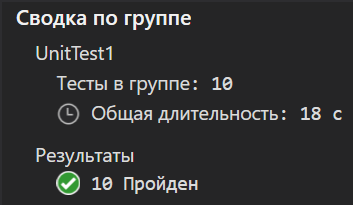 Сводка по группе
UnitTest1
Тесты в группе: 10
Общая длительность: 18 с
Результаты
10 Пройден